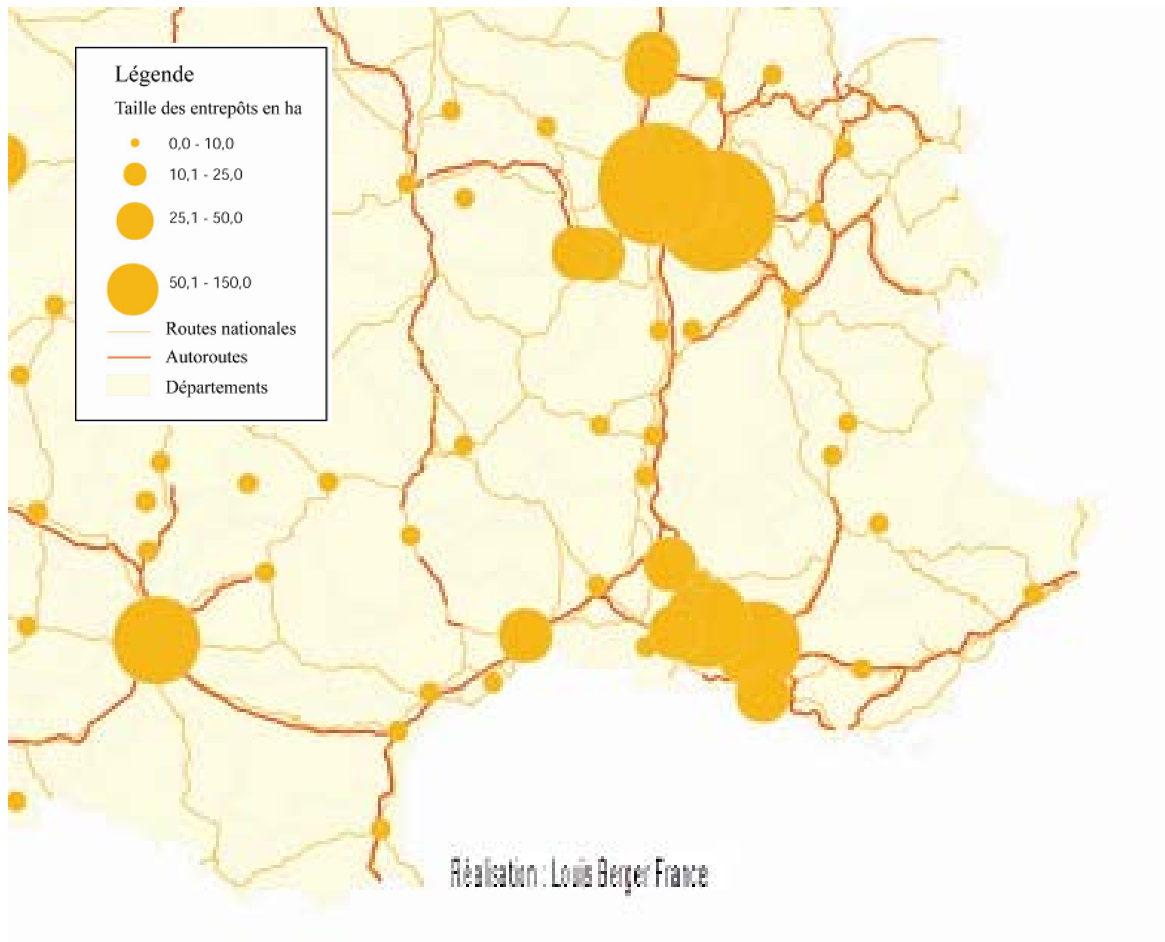 Légende
Taille des entrepôts en ha
0,0 - 10,0
10,1 - 25,0
25,1 - 50,0
50,1 - 150,0
Routes nationales
Autoroutes
Départements
Réalisation : Louis Berger France